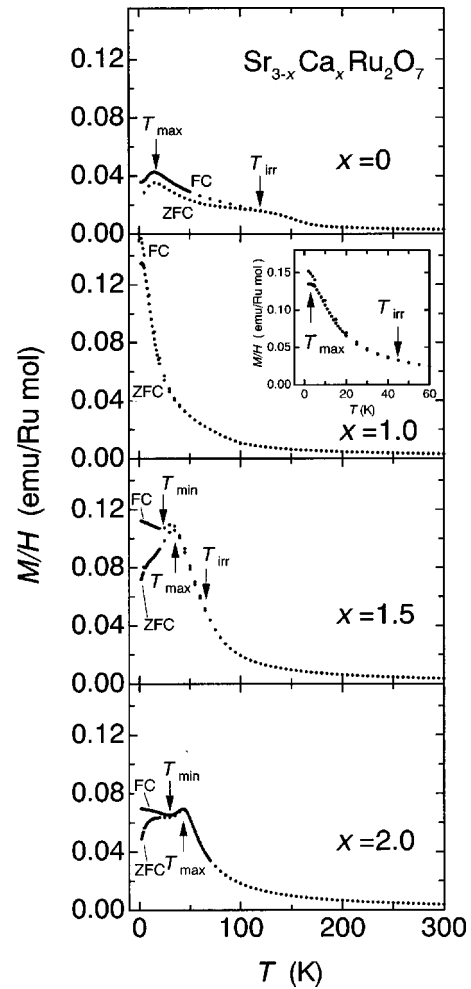 0.12
Sr3-xCaxRu2O7
0.08
Tmax
Tirr
0.04
FC
x=0
ZFC
0.00
FC
0.12
M/H (emu/Ru mol)
0.15
0.10
0.05
0.00
Tirr
Tmax
0 20 40 60
T(K)
0.08
ZFC
0.04
x=1.0
0.00
M/H (emu/Ru mol)
0.12
FC
Tmin
0.08
Tmax
Tirr
ZFC
x=1.5
0.04
0.00
0.12
0.08
FC
Tmin
ZFC
Tmax
x=2.0
0.04
0.00
0 100 200 300
T (K)